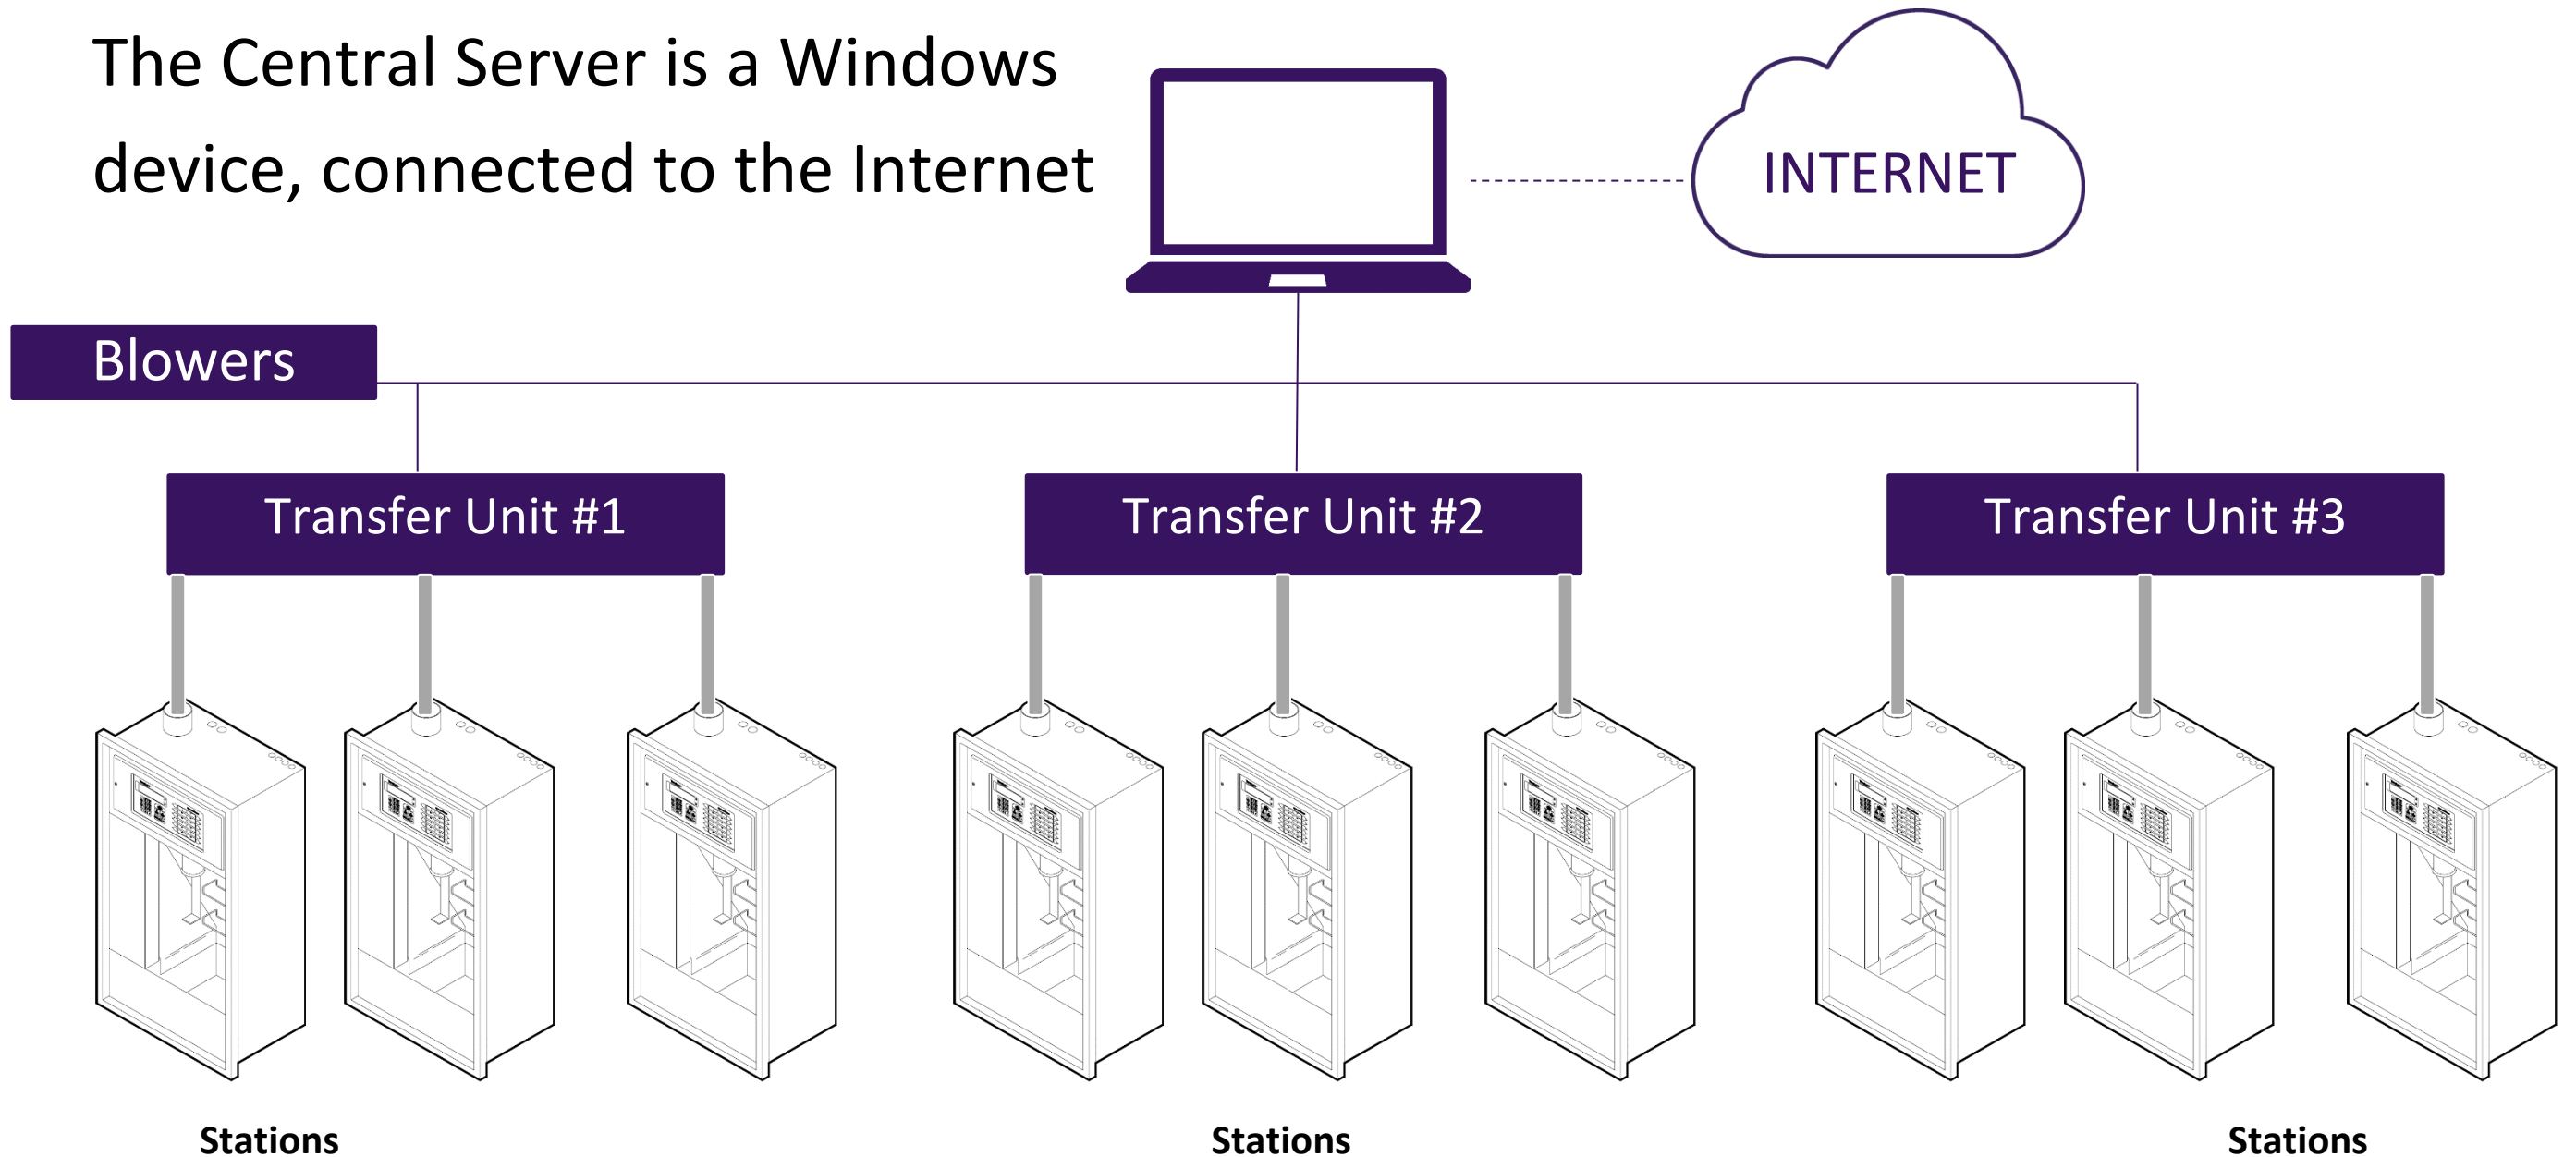 The Central Server is a Windows
device, connected to the Internet
INTERNET
Blowers
Transfer Unit #1
Transfer Unit #2
Transfer Unit #3
Stations
Stations
Stations